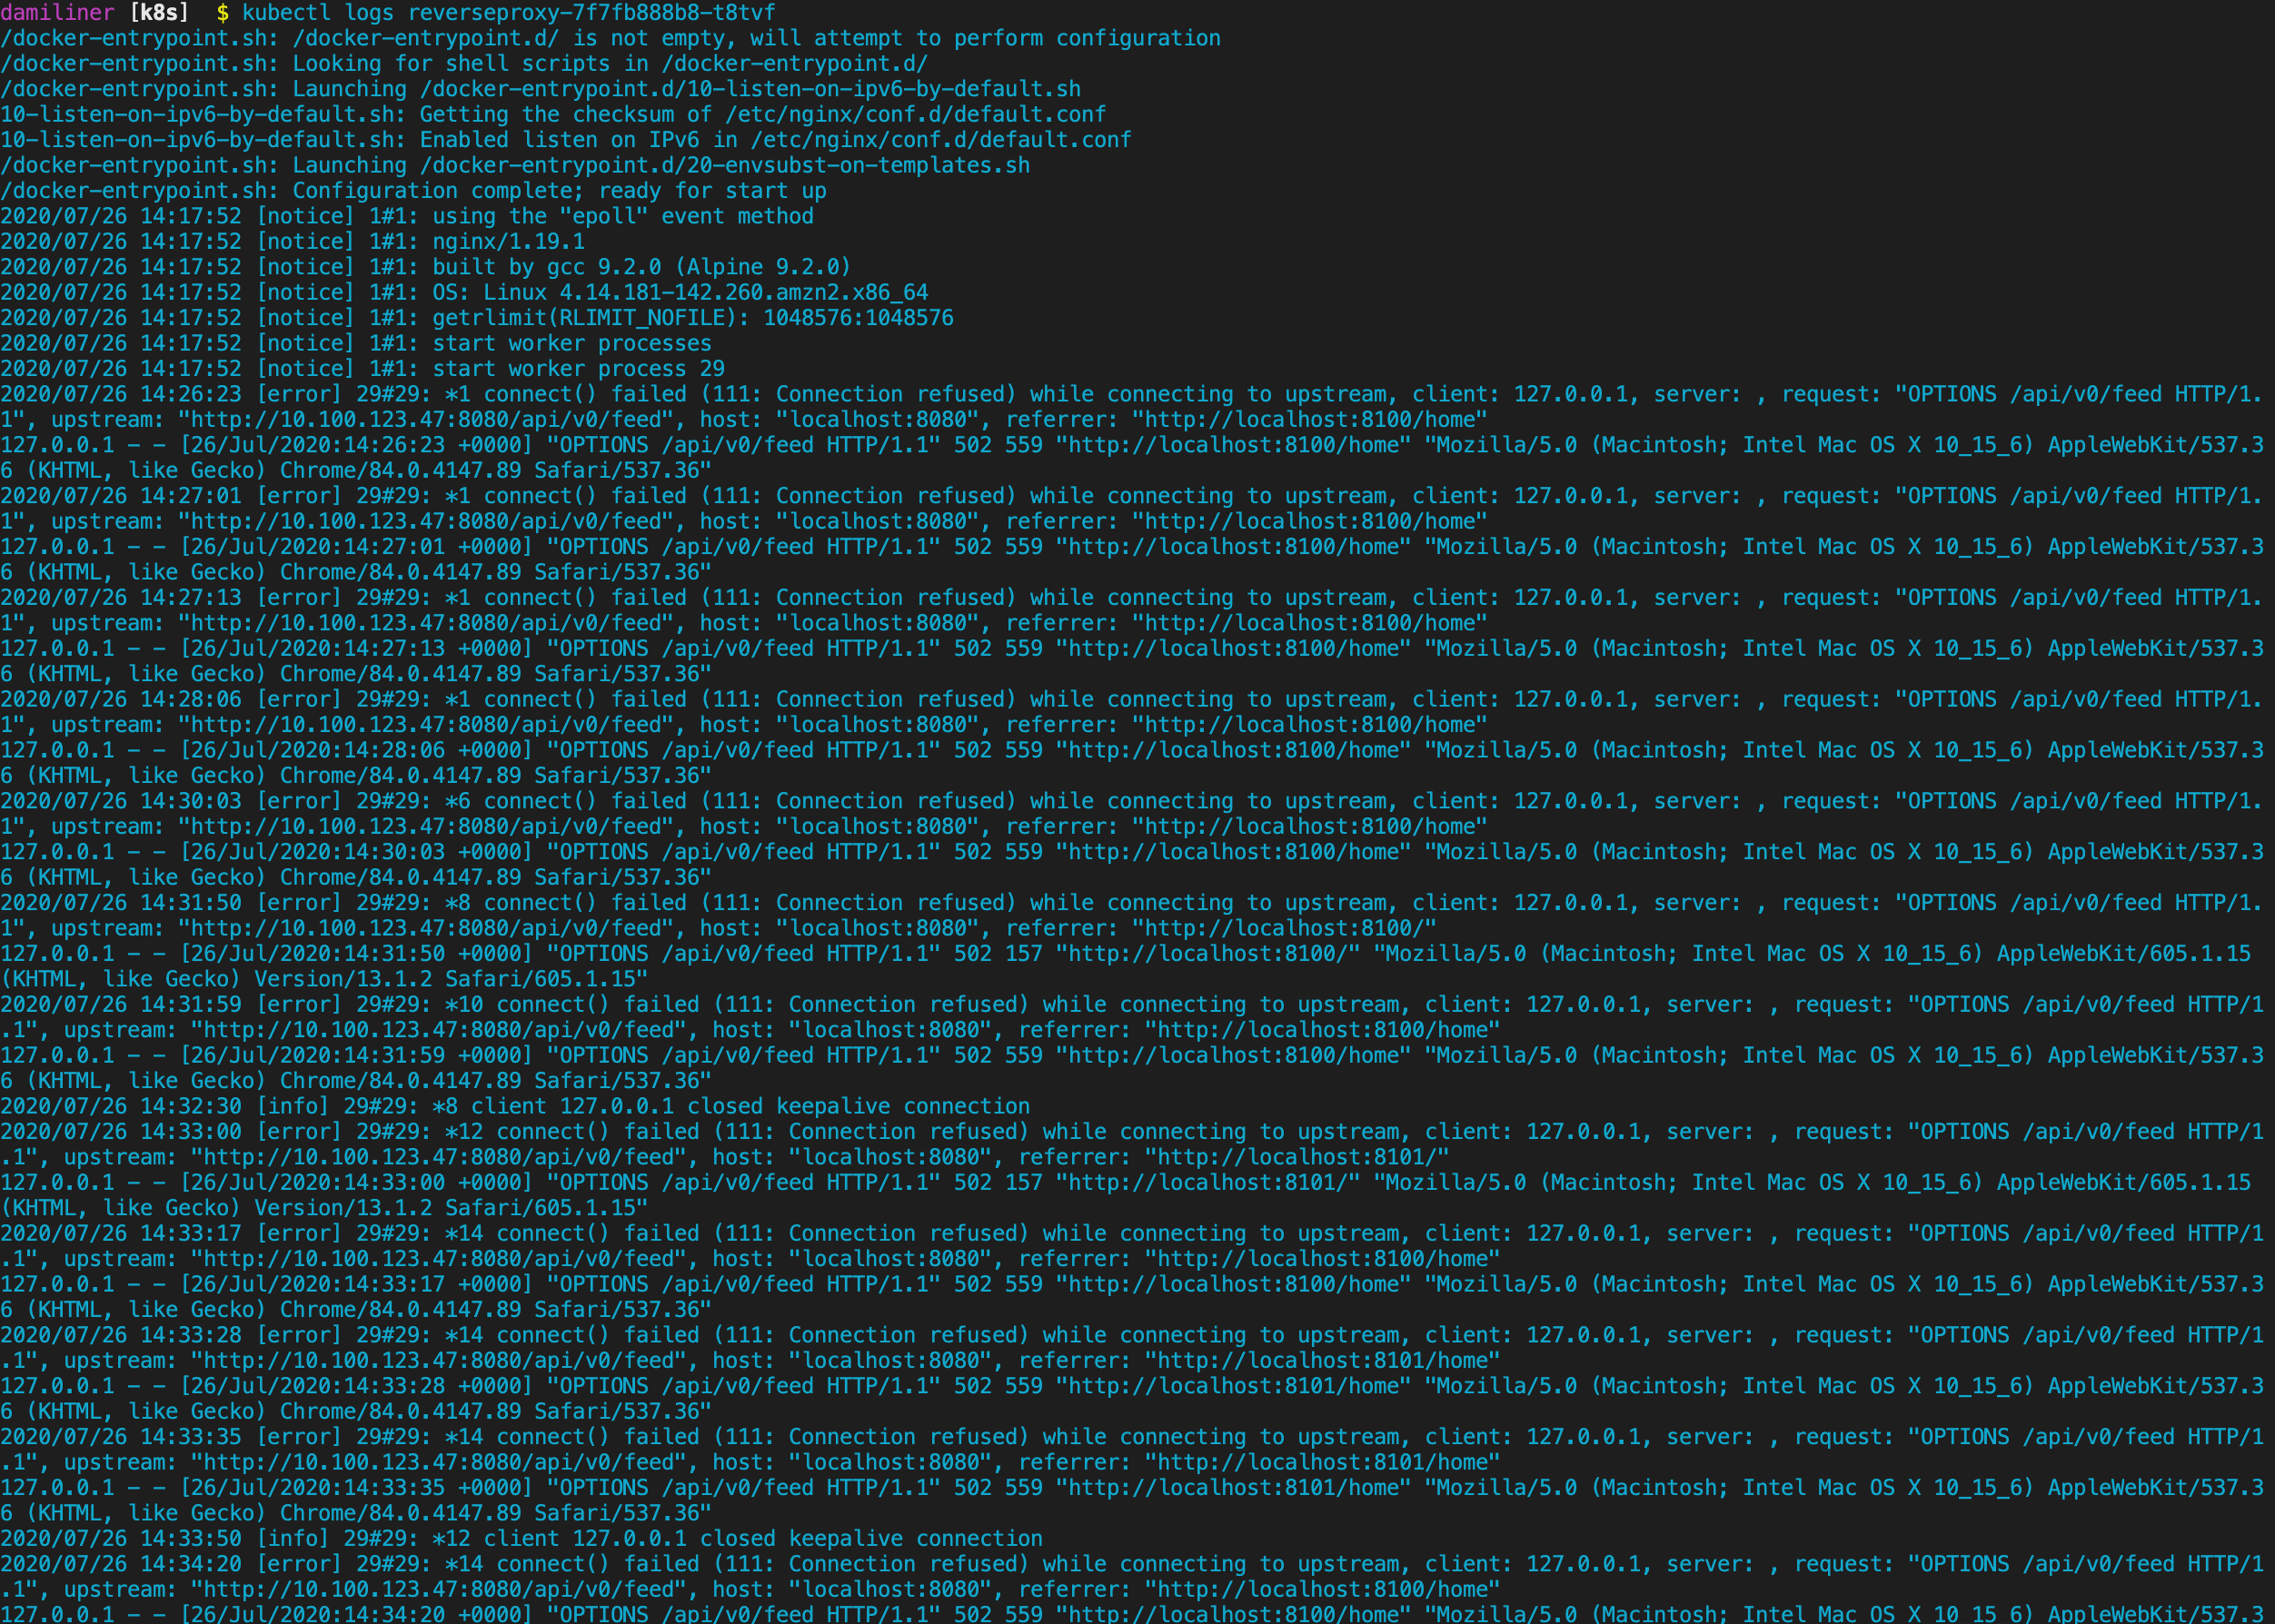 damiliner [k8s]  $ kubectl logs reverseproxy-7f7fb888b8-t8tvf
/docker-entrypoint.sh: /docker-entrypoint.d/ is not empty, will attempt to perform configuration
/docker-entrypoint.sh: Looking for shell scripts in /docker-entrypoint.d/
/docker-entrypoint.sh: Launching /docker-entrypoint.d/10-listen-on-ipv6-by-default.sh
10-listen-on-ipv6-by-default.sh: Getting the checksum of /etc/nginx/conf.d/default.conf
10-listen-on-ipv6-by-default.sh: Enabled listen on IPv6 in /etc/nginx/conf.d/default.conf
/docker-entrypoint.sh: Launching /docker-entrypoint.d/20-envsubst-on-templates.sh
/docker-entrypoint.sh: Configuration complete; ready for start up
2020/07/26 14:17:52 [notice] 1#1: using the "epoll" event method
2020/07/26 14:17:52 [notice] 1#1: nginx/1.19.1
2020/07/26 14:17:52 [notice] 1#1: built by gcc 9.2.0 (Alpine 9.2.0)
2020/07/26 14:17:52 [notice] 1#1: OS: Linux 4.14.181-142.260.amzn2.x86_64
2020/07/26 14:17:52 [notice] 1#1: getrlimit(RLIMIT_NOFILE): 1048576:1048576
2020/07/26 14:17:52 [notice] 1#1: start worker processes
2020/07/26 14:17:52 [notice] 1#1: start worker process 29
2020/07/26 14:26:23 [error] 29#29: *1 connect() failed (111: Connection refused) while connecting to upstream, client: 127.0.0.1, server: , request: "OPTIONS /api/v0/feed HTTP/1.
1", upstream: "http://10.100.123.47:8080/api/v0/feed", host: "localhost:8080", referrer: "http://localhost:8100/home"
127.0.0.1 - - [26/Jul/2020:14:26:23 +0000] "OPTIONS /api/v0/feed HTTP/1.1" 502 559 "http://localhost:8100/home" "Mozilla/5.0 (Macintosh; Intel Mac OS X 10_15_6) AppleWebKit/537.3
6 (KHTML, like Gecko) Chrome/84.0.4147.89 Safari/537.36"
2020/07/26 14:27:01 [error] 29#29: *1 connect() failed (111: Connection refused) while connecting to upstream, client: 127.0.0.1, server: , request: "OPTIONS /api/v0/feed HTTP/1.
1", upstream: "http://10.100.123.47:8080/api/v0/feed", host: "localhost:8080", referrer: "http://localhost:8100/home"
127.0.0.1 - - [26/Jul/2020:14:27:01 +0000] "OPTIONS /api/v0/feed HTTP/1.1" 502 559 "http://localhost:8100/home" "Mozilla/5.0 (Macintosh; Intel Mac OS X 10_15_6) AppleWebKit/537.3
6 (KHTML, like Gecko) Chrome/84.0.4147.89 Safari/537.36"
2020/07/26 14:27:13 [error] 29#29: *1 connect() failed (111: Connection refused) while connecting to upstream, client: 127.0.0.1, server: , request: "OPTIONS /api/v0/feed HTTP/1.
1", upstream: "http://10.100.123.47:8080/api/v0/feed", host: "localhost:8080", referrer: "http://localhost:8100/home"
127.0.0.1 - - [26/Jul/2020:14:27:13 +0000] "OPTIONS /api/v0/feed HTTP/1.1" 502 559 "http://localhost:8100/home" "Mozilla/5.0 (Macintosh; Intel Mac OS X 10_15_6) AppleWebKit/537.3
6 (KHTML, like Gecko) Chrome/84.0.4147.89 Safari/537.36"
2020/07/26 14:28:06 [error] 29#29: *1 connect() failed (111: Connection refused) while connecting to upstream, client: 127.0.0.1, server: , request: "OPTIONS /api/v0/feed HTTP/1.
1", upstream: "http://10.100.123.47:8080/api/v0/feed", host: "localhost:8080", referrer: "http://localhost:8100/home"
127.0.0.1 - - [26/Jul/2020:14:28:06 +0000] "OPTIONS /api/v0/feed HTTP/1.1" 502 559 "http://localhost:8100/home" "Mozilla/5.0 (Macintosh; Intel Mac OS X 10_15_6) AppleWebKit/537.3
6 (KHTML, like Gecko) Chrome/84.0.4147.89 Safari/537.36"
2020/07/26 14:30:03 [error] 29#29: *6 connect() failed (111: Connection refused) while connecting to upstream, client: 127.0.0.1, server: , request: "OPTIONS /api/v0/feed HTTP/1.
1", upstream: "http://10.100.123.47:8080/api/v0/feed", host: "localhost:8080", referrer: "http://localhost:8100/home"
127.0.0.1 - - [26/Jul/2020:14:30:03 +0000] "OPTIONS /api/v0/feed HTTP/1.1" 502 559 "http://localhost:8100/home" "Mozilla/5.0 (Macintosh; Intel Mac OS X 10_15_6) AppleWebKit/537.3
6 (KHTML, like Gecko) Chrome/84.0.4147.89 Safari/537.36"
2020/07/26 14:31:50 [error] 29#29: *8 connect() failed (111: Connection refused) while connecting to upstream, client: 127.0.0.1, server: , request: "OPTIONS /api/v0/feed HTTP/1.
1", upstream: "http://10.100.123.47:8080/api/v0/feed", host: "localhost:8080", referrer: "http://localhost:8100/"
127.0.0.1 - - [26/Jul/2020:14:31:50 +0000] "OPTIONS /api/v0/feed HTTP/1.1" 502 157 "http://localhost:8100/" "Mozilla/5.0 (Macintosh; Intel Mac OS X 10_15_6) AppleWebKit/605.1.15
(KHTML, like Gecko) Version/13.1.2 Safari/605.1.15"
2020/07/26 14:31:59 [error] 29#29: *10 connect() failed (111: Connection refused) while connecting to upstream, client: 127.0.0.1, server: , request: "OPTIONS /api/v0/feed HTTP/1
.1", upstream: "http://10.100.123.47:8080/api/v0/feed", host: "localhost:8080", referrer: "http://localhost:8100/home"
127.0.0.1 - - [26/Jul/2020:14:31:59 +0000] "OPTIONS /api/v0/feed HTTP/1.1" 502 559 "http://localhost:8100/home" "Mozilla/5.0 (Macintosh; Intel Mac OS X 10_15_6) AppleWebKit/537.3
6 (KHTML, like Gecko) Chrome/84.0.4147.89 Safari/537.36"
2020/07/26 14:32:30 [info] 29#29: *8 client 127.0.0.1 closed keepalive connection
2020/07/26 14:33:00 [error] 29#29: *12 connect() failed (111: Connection refused) while connecting to upstream, client: 127.0.0.1, server: , request: "OPTIONS /api/v0/feed HTTP/1
.1", upstream: "http://10.100.123.47:8080/api/v0/feed", host: "localhost:8080", referrer: "http://localhost:8101/"
127.0.0.1 - - [26/Jul/2020:14:33:00 +0000] "OPTIONS /api/v0/feed HTTP/1.1" 502 157 "http://localhost:8101/" "Mozilla/5.0 (Macintosh; Intel Mac OS X 10_15_6) AppleWebKit/605.1.15
(KHTML, like Gecko) Version/13.1.2 Safari/605.1.15"
2020/07/26 14:33:17 [error] 29#29: *14 connect() failed (111: Connection refused) while connecting to upstream, client: 127.0.0.1, server: , request: "OPTIONS /api/v0/feed HTTP/1
.1", upstream: "http://10.100.123.47:8080/api/v0/feed", host: "localhost:8080", referrer: "http://localhost:8100/home"
127.0.0.1 - - [26/Jul/2020:14:33:17 +0000] "OPTIONS /api/v0/feed HTTP/1.1" 502 559 "http://localhost:8100/home" "Mozilla/5.0 (Macintosh; Intel Mac OS X 10_15_6) AppleWebKit/537.3
6 (KHTML, like Gecko) Chrome/84.0.4147.89 Safari/537.36"
2020/07/26 14:33:28 [error] 29#29: *14 connect() failed (111: Connection refused) while connecting to upstream, client: 127.0.0.1, server: , request: "OPTIONS /api/v0/feed HTTP/1
.1", upstream: "http://10.100.123.47:8080/api/v0/feed", host: "localhost:8080", referrer: "http://localhost:8101/home"
127.0.0.1 - - [26/Jul/2020:14:33:28 +0000] "OPTIONS /api/v0/feed HTTP/1.1" 502 559 "http://localhost:8101/home" "Mozilla/5.0 (Macintosh; Intel Mac OS X 10_15_6) AppleWebKit/537.3
6 (KHTML, like Gecko) Chrome/84.0.4147.89 Safari/537.36"
2020/07/26 14:33:35 [error] 29#29: *14 connect() failed (111: Connection refused) while connecting to upstream, client: 127.0.0.1, server: , request: "OPTIONS /api/v0/feed HTTP/1
.1", upstream: "http://10.100.123.47:8080/api/v0/feed", host: "localhost:8080", referrer: "http://localhost:8101/home"
127.0.0.1 - - [26/Jul/2020:14:33:35 +0000] "OPTIONS /api/v0/feed HTTP/1.1" 502 559 "http://localhost:8101/home" "Mozilla/5.0 (Macintosh; Intel Mac OS X 10_15_6) AppleWebKit/537.3
6 (KHTML, like Gecko) Chrome/84.0.4147.89 Safari/537.36"
2020/07/26 14:33:50 [info] 29#29: *12 client 127.0.0.1 closed keepalive connection
2020/07/26 14:34:20 [error] 29#29: *14 connect() failed (111: Connection refused) while connecting to upstream, client: 127.0.0.1, server: , request: "OPTIONS /api/v0/feed HTTP/1
.1", upstream: "http://10.100.123.47:8080/api/v0/feed", host: "localhost:8080", referrer: "http://localhost:8100/home"
127.0.0.1 - - [26/Jul/2020:14:34:20 +0000] "OPTIONS /api/v0/feed HTTP/1.1" 502 559 "http://localhost:8100/home" "Mozilla/5.0 (Macintosh; Intel Mac OS X 10_15_6) AppleWebKit/537.3